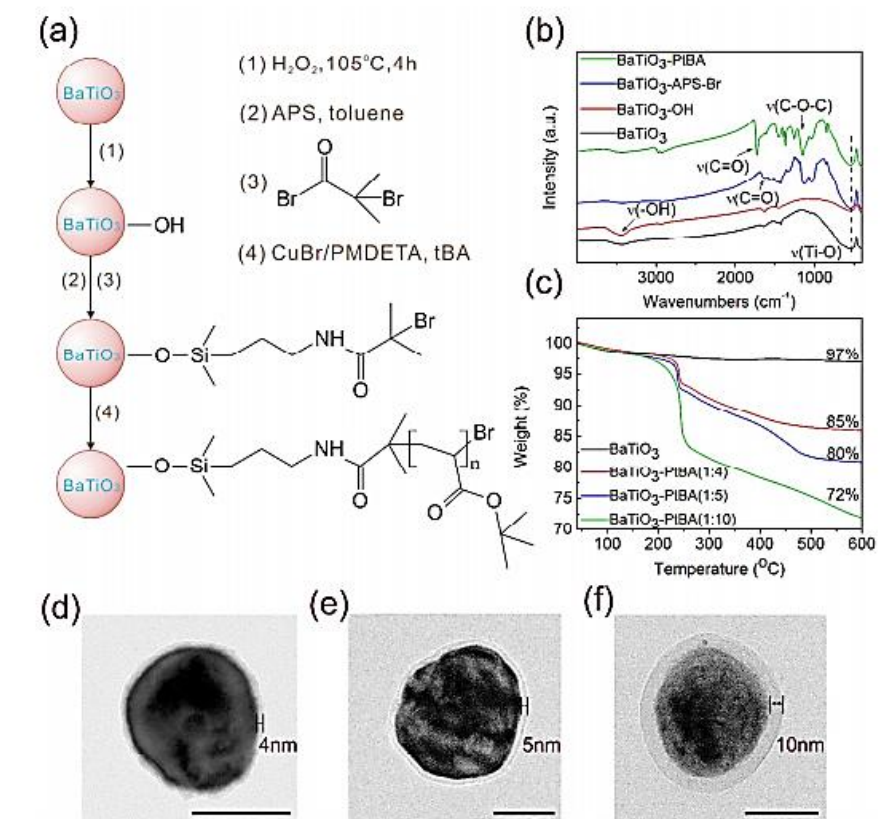 (a)
BaTiO₃
(1)
BaTiO₃ —OH
(2) (3)
BaTiO₃ —O—Si NH O Br
(4)
BaTiO₃ —O—Si NH O n Br O O
(1) H₂O₂,105°C,4h
(2) APS, toluene
(3) Br O Br
(4) CuBr/PMDETA, tBA
(b)
BaTiO₃-PtBA
BaTiO₃-APS-Br
BaTiO₃-OH
BaTiO₃
ν(C-O-C)
ν(C=O)
ν(C=O)
ν(-OH)
ν(Ti-O)
Intensity (a.u.)
3000 2000 1000
Wavenumbers (cm⁻¹)
(c)
100
95
90
85
80
75
70
Weight (%)
97%
85%
80%
72%
BaTiO₃
BaTiO₃-PtBA(1:4)
BaTiO₃-PtBA(1:5)
BaTiO₃-PtBA(1:10)
100 200 300 400 500 600
Temperature (°C)
(d)
4nm
(e)
5nm
(f)
10nm